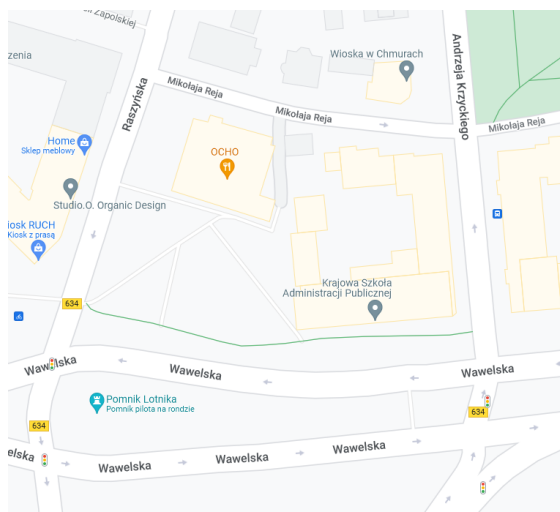 Zapolskiej
zenia
Raszyńska
Mikołaja Reja
Mikołaja Reja
Wioska w Chmurach
Andrzeja Krzyckiego
Mikołaja Reja
Home
Sklep meblowy
OCHO
Studio.O. Organic Design
iosk RUCH
Kiosk z prasą
Krajowa Szkoła
Administracji Publicznej
634
Wawelska
Wawelska
Wawelska
Pomnik Lotnika
Pomnik pilota na rondzie
634
634
elska
Wawelska
Wawelska
Wawelska